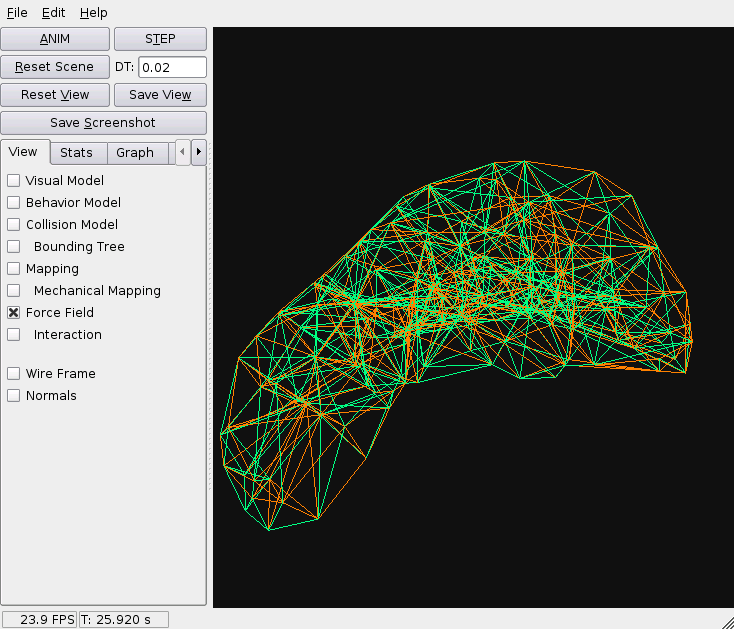 File Edit Help
ANIM STEP
Reset Scene DT: 0.02
Reset View Save View
Save Screenshot
View Stats Graph
Visual Model
Behavior Model
Collision Model
Bounding Tree
Mapping
Mechanical Mapping
Force Field
Interaction
Wire Frame
Normals
23.9 FPS T: 25.920 s